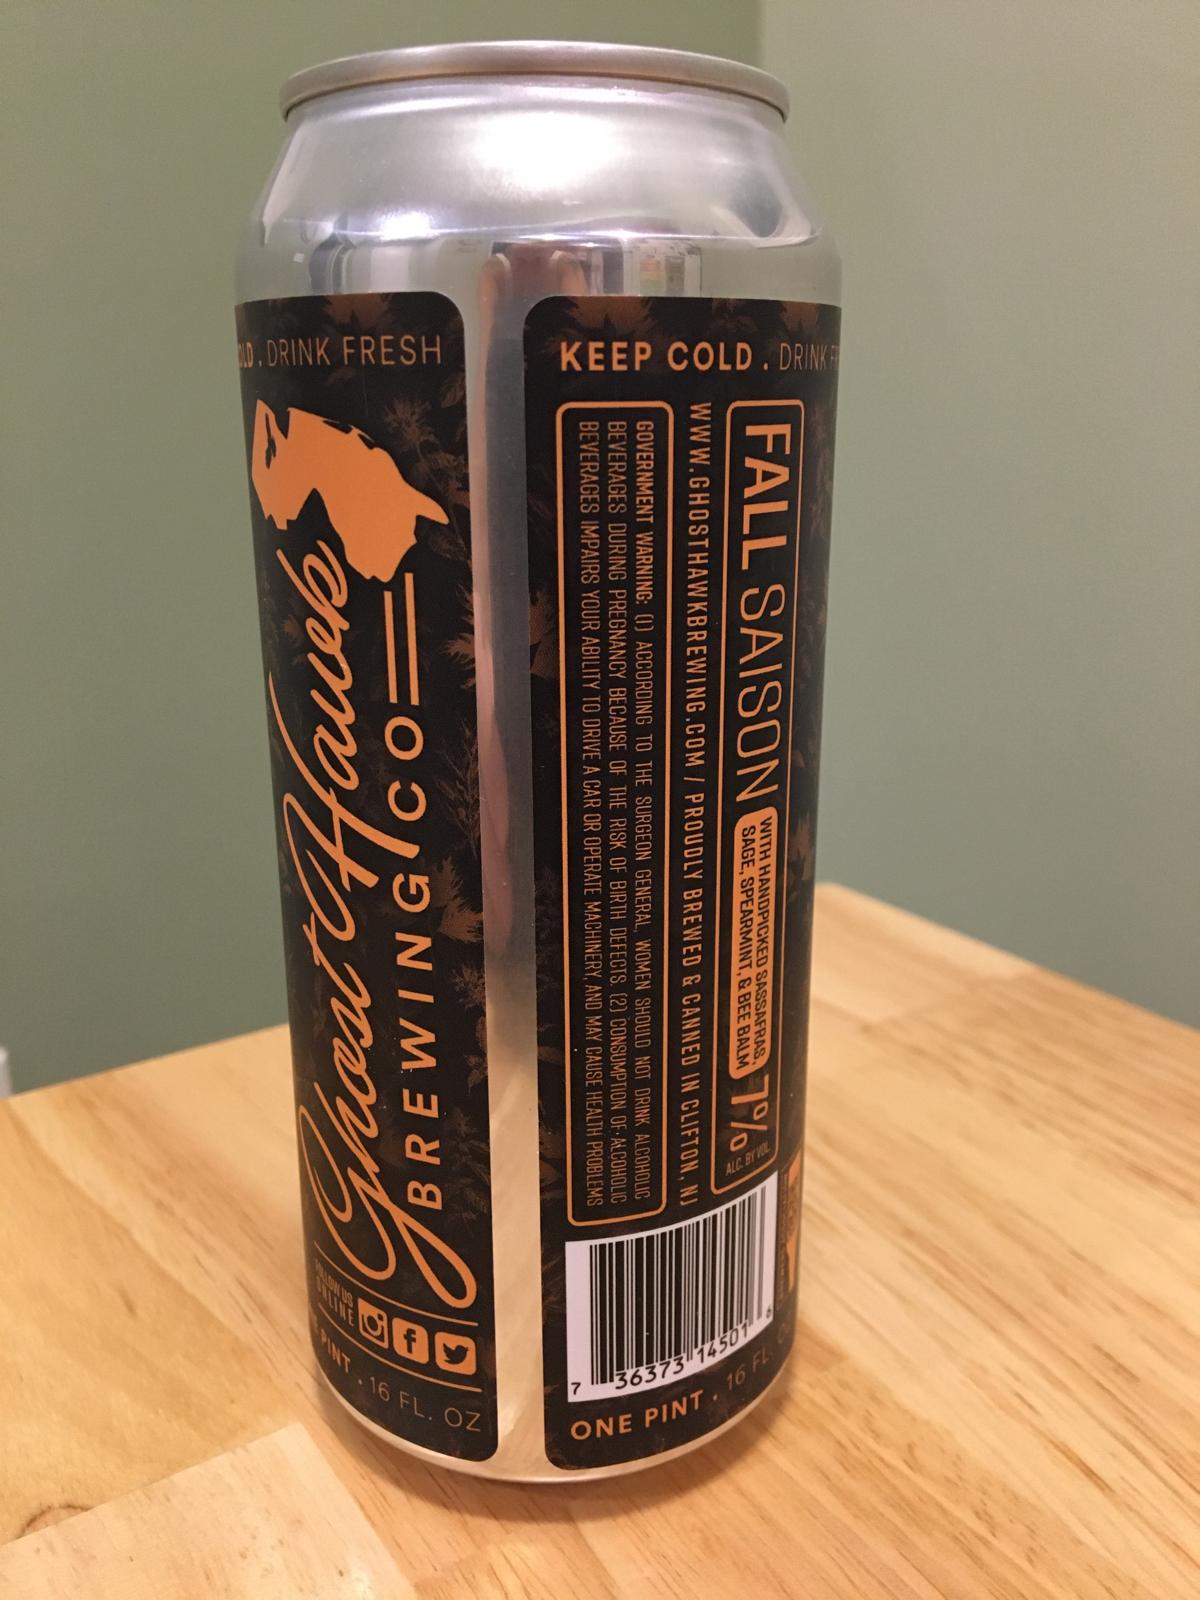 DRINK FRESH
Ghost Hawk
BREWING CO
FOLLOW US
ONLINE
PINT . 16 FL. OZ
KEEP COLD . DRINK
FALL SAISON
WITH HANDPICKED SASSAFRAS,
SAGE, SPEARMINT, & BEE BALM
7%
ALC. BY VOL.
WWW.GHOSTHAWKBREWING.COM / PROUDLY BREWED & CANNED IN CLIFTON, NJ
GOVERNMENT WARNING: (1) ACCORDING TO THE SURGEON GENERAL, WOMEN SHOULD NOT DRINK ALCOHOLIC
BEVERAGES DURING PREGNANCY BECAUSE OF THE RISK OF BIRTH DEFECTS. (2) CONSUMPTION OF ALCOHOLIC
BEVERAGES IMPAIRS YOUR ABILITY TO DRIVE A CAR OR OPERATE MACHINERY, AND MAY CAUSE HEALTH PROBLEMS
7 36373 14501 6
ONE PINT . 16 FL.